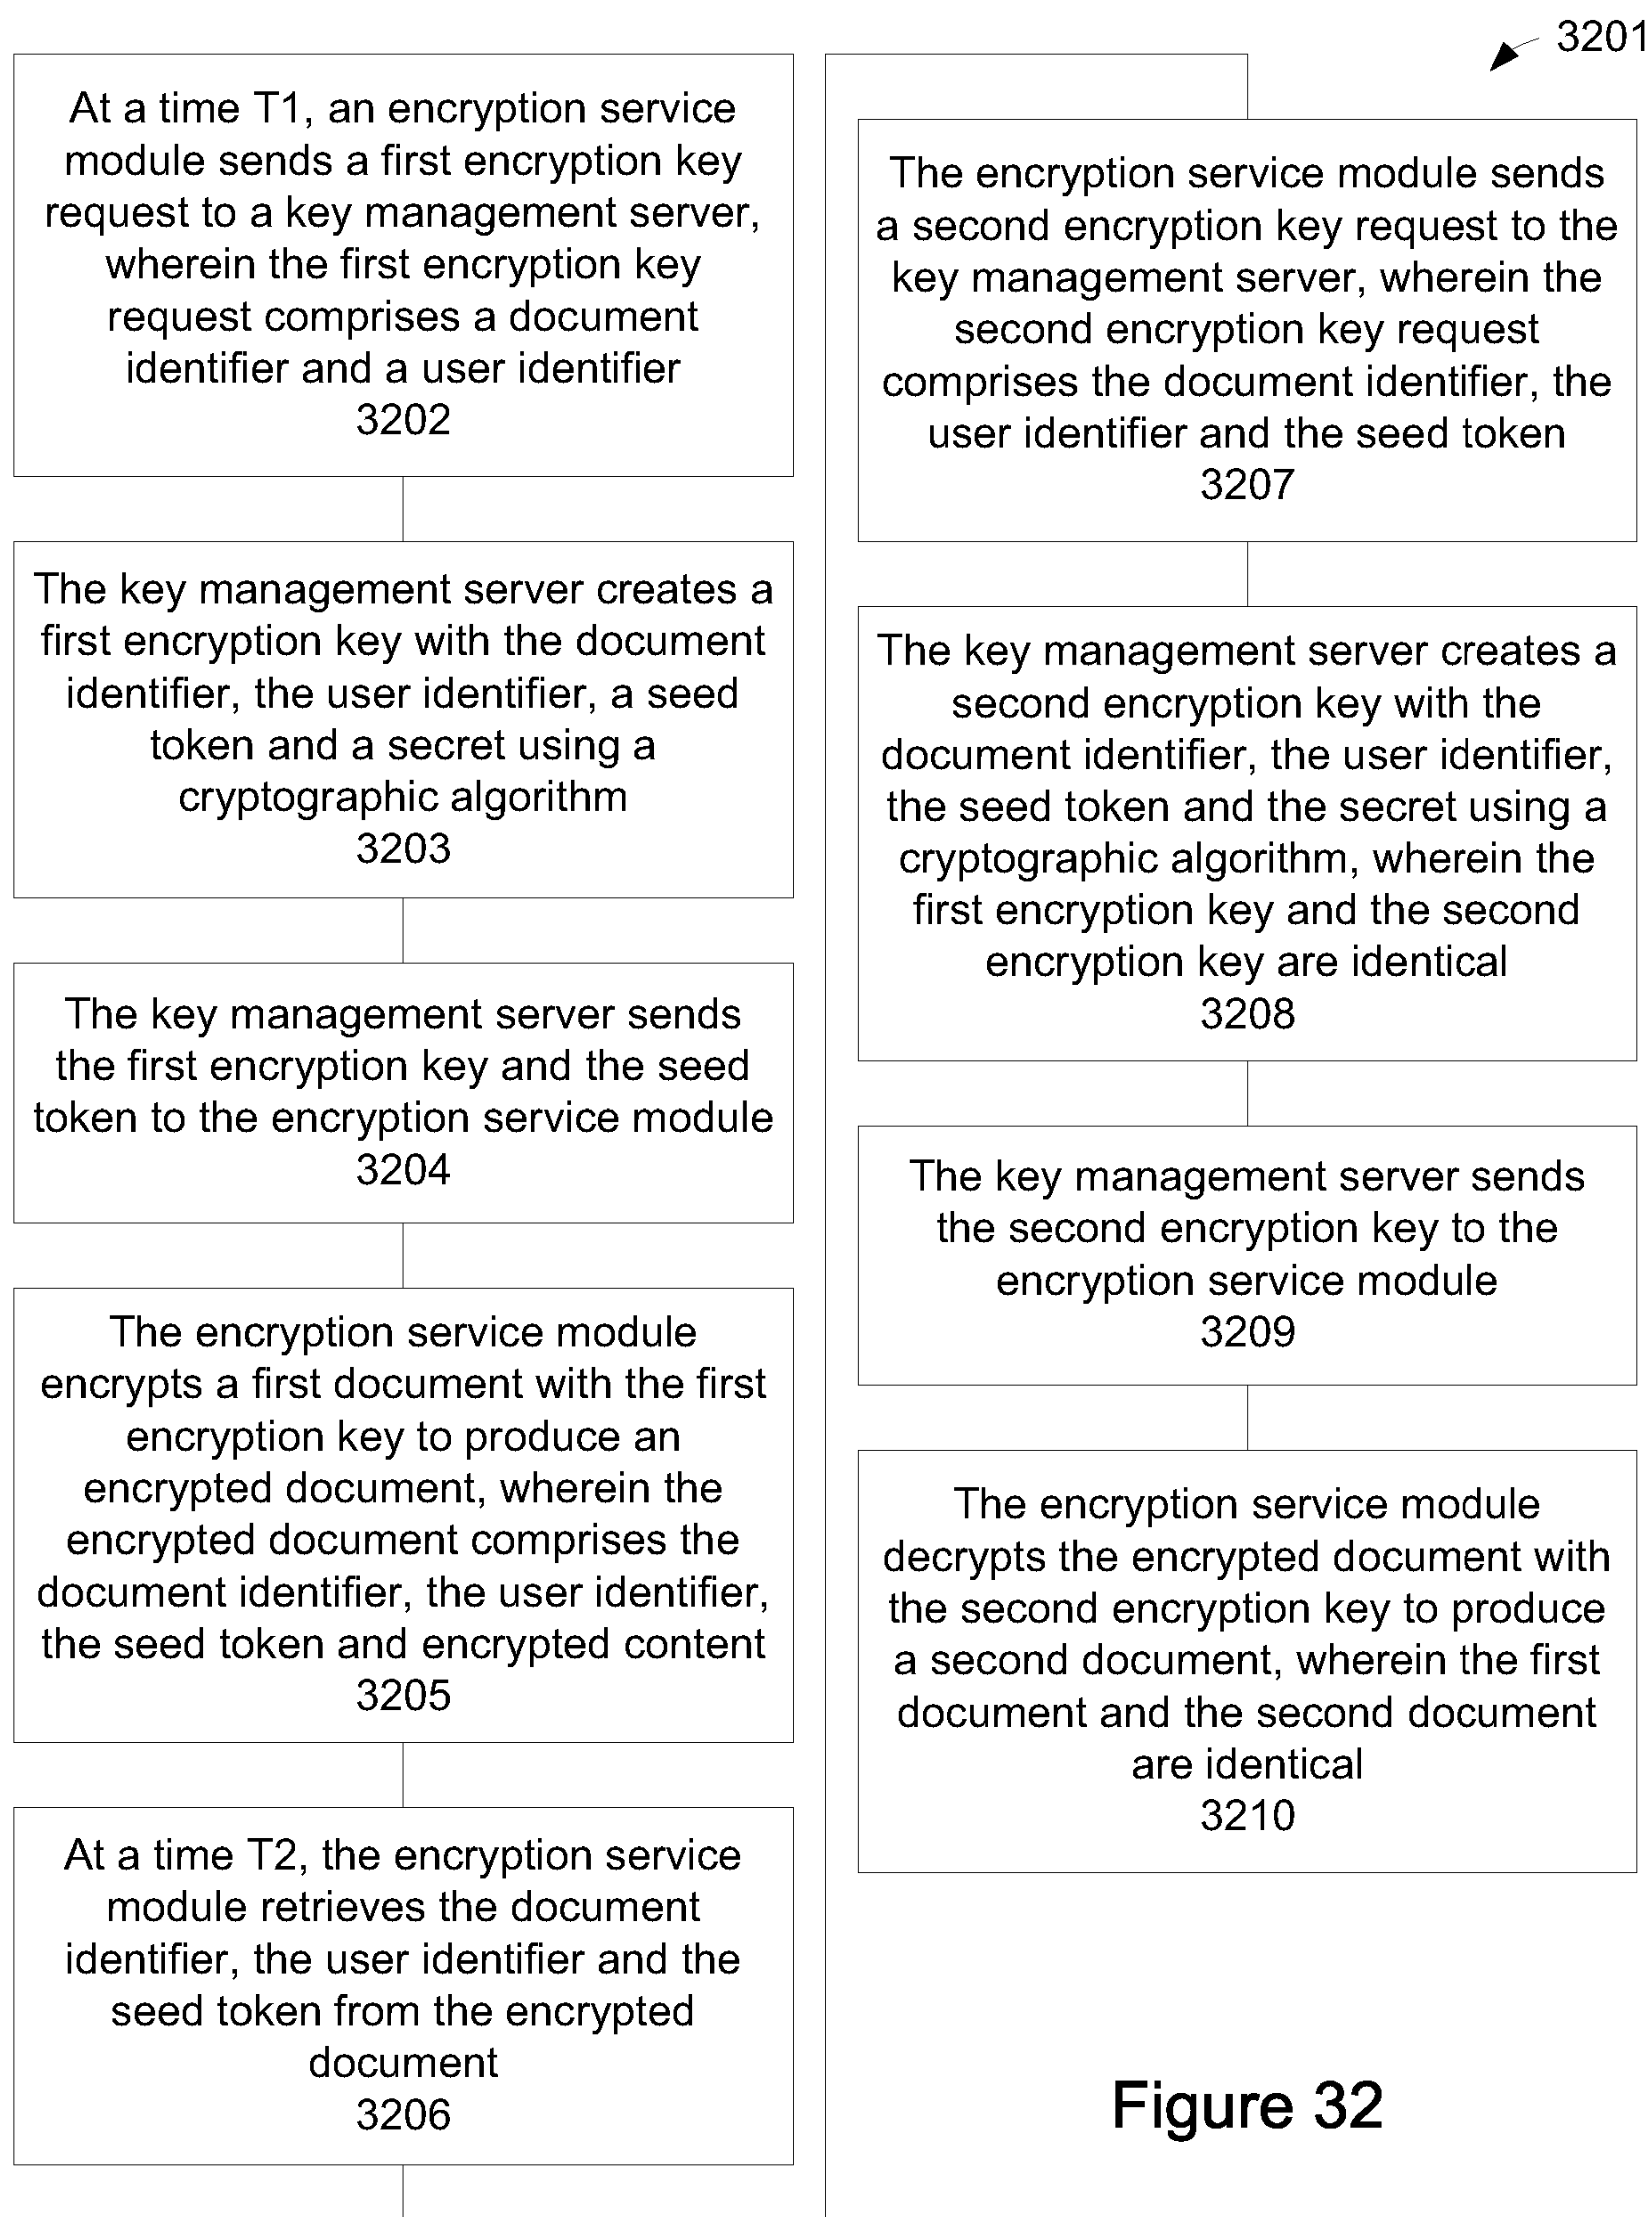 3201
At a time T1, an encryption service
module sends a first encryption key
request to a key management server,
wherein the first encryption key
request comprises a document
identifier and a user identifier
3202
The key management server creates a
first encryption key with the document
identifier, the user identifier, a seed
token and a secret using a
cryptographic algorithm
3203
The key management server sends
the first encryption key and the seed
token to the encryption service module
3204
The encryption service module
encrypts a first document with the first
encryption key to produce an
encrypted document, wherein the
encrypted document comprises the
document identifier, the user identifier,
the seed token and encrypted content
3205
At a time T2, the encryption service
module retrieves the document
identifier, the user identifier and the
seed token from the encrypted
document
3206
The encryption service module sends
a second encryption key request to the
key management server, wherein the
second encryption key request
comprises the document identifier, the
user identifier and the seed token
3207
The key management server creates a
second encryption key with the
document identifier, the user identifier,
the seed token and the secret using a
cryptographic algorithm, wherein the
first encryption key and the second
encryption key are identical
3208
The key management server sends
the second encryption key to the
encryption service module
3209
The encryption service module
decrypts the encrypted document with
the second encryption key to produce
a second document, wherein the first
document and the second document
are identical
3210
Figure 32